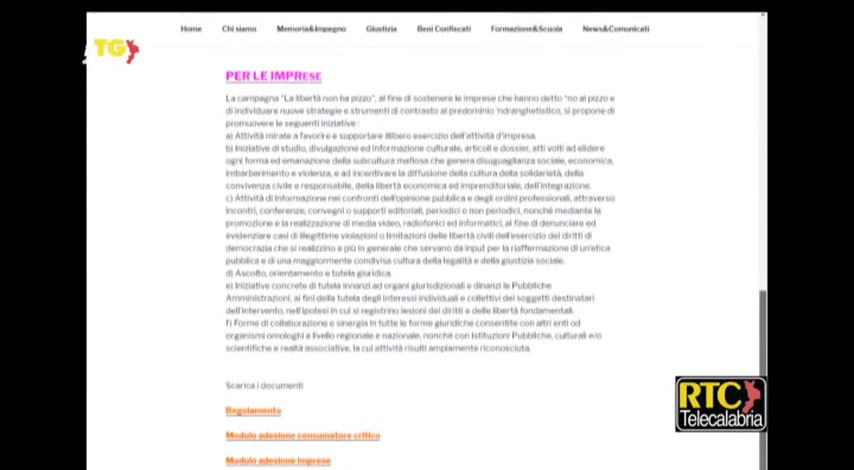 Home Chi siamo Memoria&Impegno Giustizia Beni Confiscati Formazione&Scuola News&Comunicati
TG
PER LE IMPRESE
La campagna "La libertà non ha pizzo", al fine di sostenere le imprese che hanno detto "no al pizzo e
di individuare nuove strategie e strumenti di contrasto al predominio 'ndranghetistico, si propone di
promuovere le seguenti iniziative :
a) Attività mirate a favorire e supportare il libero esercizio dell'attività d'impresa.
b) Iniziative di studio, divulgazione ed informazione culturale, articoli e dossier, atti volti ad elidere
ogni forma ed emanazione della subcultura mafiosa che genera disuguaglianza sociale, economica,
imbarbarimento e violenza, e ad incentivare la diffusione della cultura della solidarietà, della
convivenza civile e responsabile, della libertà economica ed imprenditoriale, dell'integrazione.
c) Attività di informazione nei confronti dell'opinione pubblica e degli ordini professionali, attraverso
incontri, conferenze, convegni o supporti editoriali, periodici o non periodici, nonché mediante la
promozione e la realizzazione di media video, radiofonici ed informatici, al fine di denunciare ed
evidenziare casi di illegittime violazioni o limitazioni delle libertà civili dell'esercizio dei diritti di
democrazia che si realizzino e più in generale che servano da input per la riaffermazione di un'etica
pubblica e di una maggiormente condivisa cultura della legalità e della giustizia sociale.
d) Ascolto, orientamento e tutela giuridica.
e) Iniziative concrete di tutela innanzi ad organi giurisdizionali e dinanzi le Pubbliche
Amministrazioni, ai fini della tutela degli interessi individuali e collettivi dei soggetti destinatari
dell'intervento, nell'ipotesi in cui si registrino lesioni dei diritti e delle libertà fondamentali.
f) Forme di collaborazione e sinergia in tutte le forme giuridiche consentite con altri enti od
organismi omologhi a livello regionale e nazionale, nonché con Istituzioni Pubbliche, culturali e/o
scientifiche e realtà associative, la cui attività risulti ampiamente riconosciuta.
Scarica i documenti
Regolamento
Modulo adesione consumatore critico
Modulo adesione imprese
RTC
Telecalabria